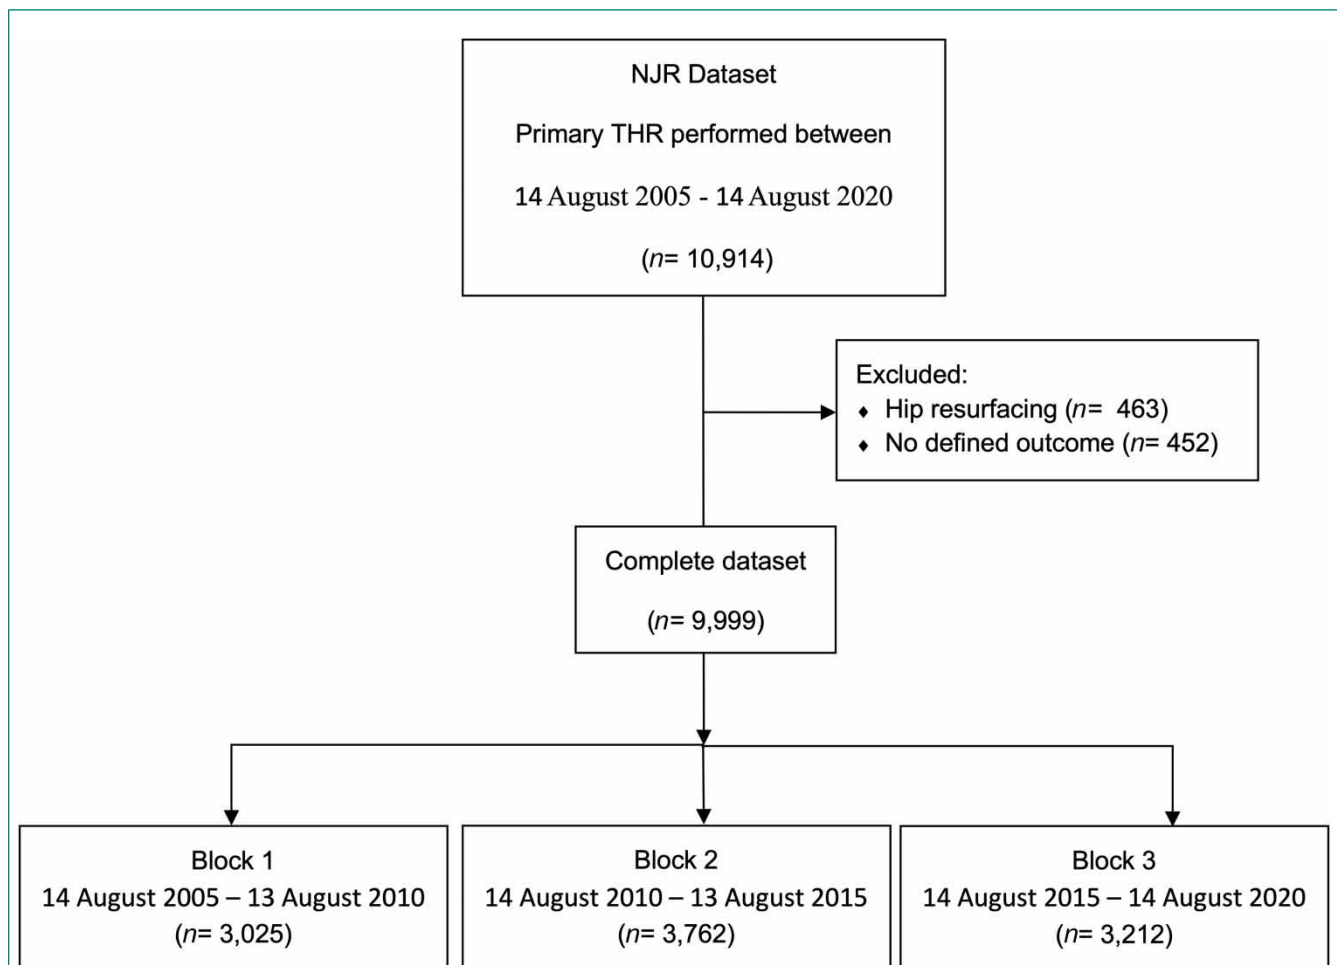 NJR Dataset
Primary THR performed between
14 August 2005 - 14 August 2020
(n= 10,914)
Excluded:
♦ Hip resurfacing (n= 463)
♦ No defined outcome (n= 452)
Complete dataset
(n= 9,999)
Block 1
14 August 2005 – 13 August 2010
(n= 3,025)
Block 2
14 August 2010 – 13 August 2015
(n= 3,762)
Block 3
14 August 2015 – 14 August 2020
(n= 3,212)